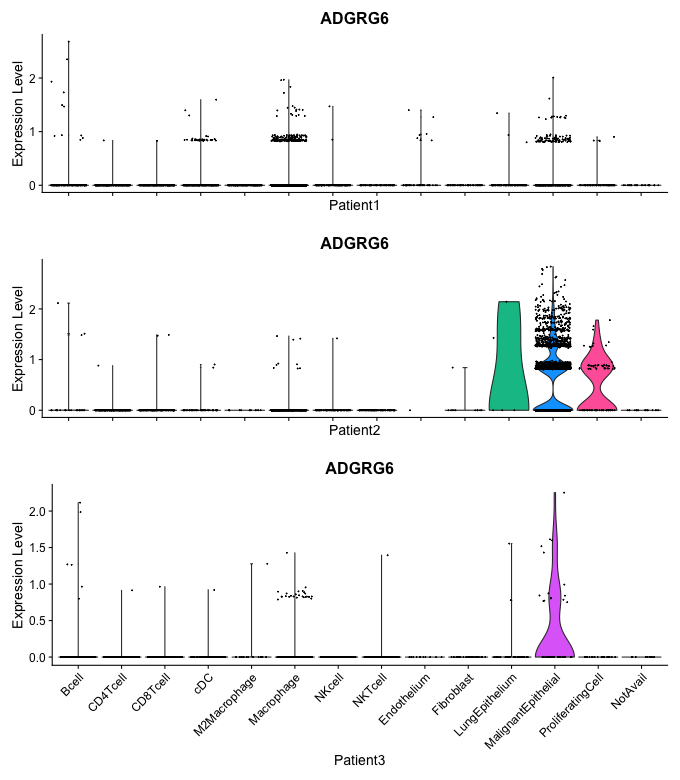 ADGRG6
Expression Level
2
1
0
Patient1
ADGRG6
Expression Level
2
1
0
Patient2
ADGRG6
Expression Level
2.0
1.5
1.0
0.5
0.0
Bcell
CD4Tcell
CD8Tcell
cDC
M2Macrophage
Macrophage
NKcell
NKTcell
Endothelium
Fibroblast
LungEpithelium
MalignantEpithelial
ProliferatingCell
NotAvail
Patient3